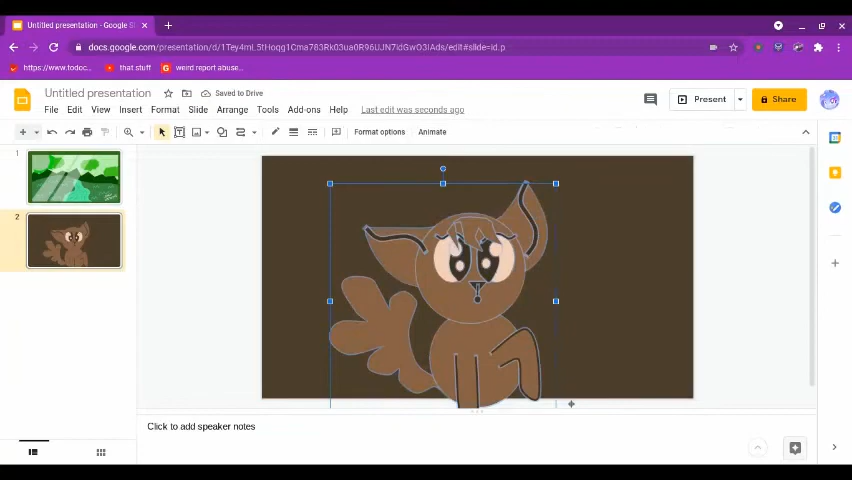 Untitled presentation - Google Sl
docs.google.com/presentation/d/1Tey4mL5tHoqg1Cma783Rk03ua0R96UJN7idGwO3IAds/edit#slide=id.p
https://www.todoc... that stuff weird report abuse...
Untitled presentation Saved to Drive
File Edit View Insert Format Slide Arrange Tools Add-ons Help Last edit was seconds ago
Present Share
Format options Animate
1
2
Click to add speaker notes